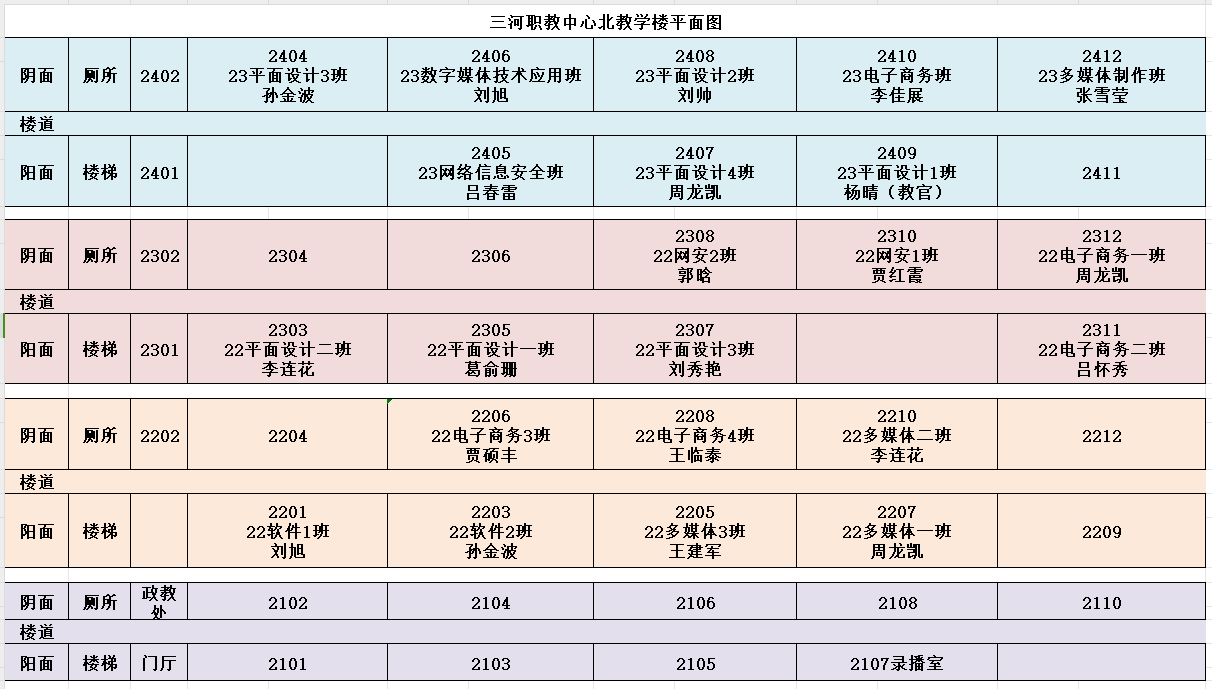 三河职教中心北教学楼平面图
阴面 厕所 2402
2404
23平面设计3班
孙金波
2406
23数字媒体技术应用班
刘旭
2408
23平面设计2班
刘帅
2410
23电子商务班
李佳展
2412
23多媒体制作班
张雪莹
楼道
阳面 楼梯 2401
2405
23网络信息安全班
吕春雷
2407
23平面设计4班
周龙凯
2409
23平面设计1班
杨晴（教官）
2411
阴面 厕所 2302 2304 2306
2308
22网安2班
郭晗
2310
22网安1班
贾红霞
2312
22电子商务一班
周龙凯
楼道
阳面 楼梯 2301
2303
22平面设计二班
李连花
2305
22平面设计一班
葛俞珊
2307
22平面设计3班
刘秀艳
2311
22电子商务二班
吕怀秀
阴面 厕所 2202 2204
2206
22电子商务3班
贾硕丰
2208
22电子商务4班
王临泰
2210
22多媒体二班
李连花
2212
楼道
阳面 楼梯
2201
22软件1班
刘旭
2203
22软件2班
孙金波
2205
22多媒体3班
王建军
2207
22多媒体一班
周龙凯
2209
阴面 厕所
政教
处
2102 2104 2106 2108 2110
楼道
阳面 楼梯 门厅 2101 2103 2105 2107录播室